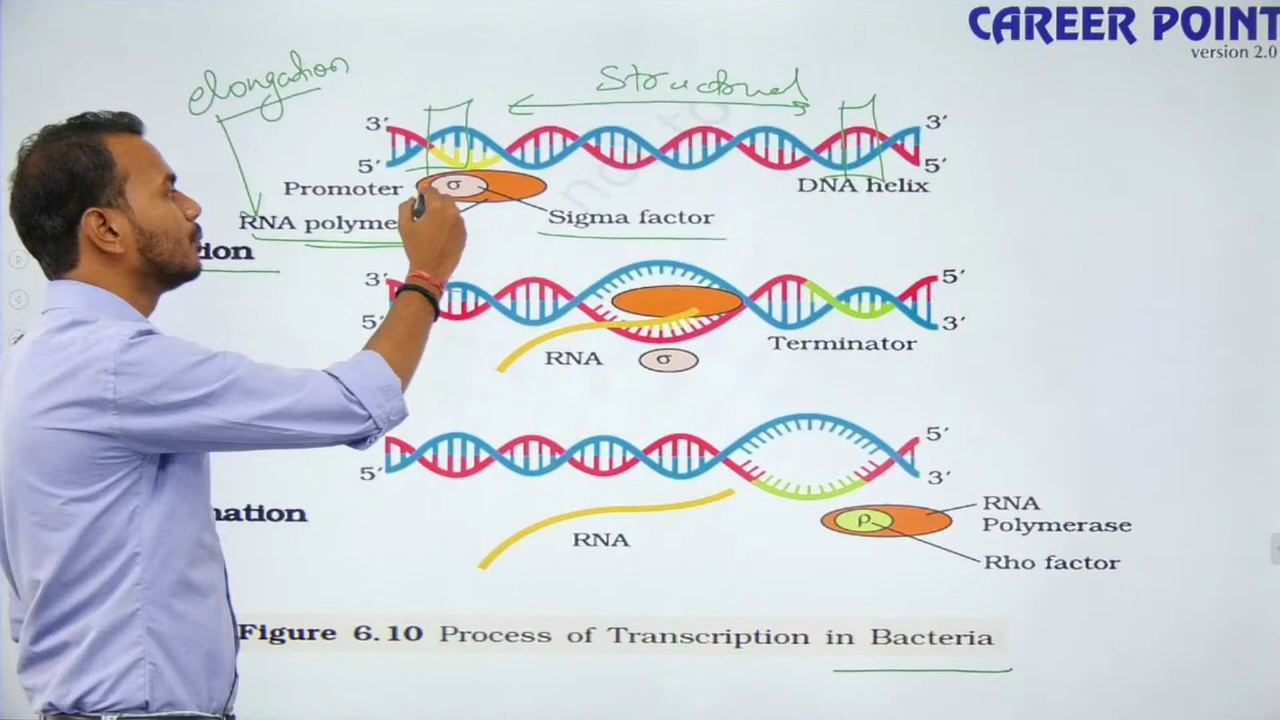 CAREER POINT
version 2.0
elongation
Structural
3′
3′
5′
5′
Promoter
σ
DNA helix
RNA polyme
Sigma factor
3′
5′
5′
3′
Terminator
RNA
σ
5′
5′
3′
RNA
Polymerase
ρ
RNA
Rho factor
Figure 6.10 Process of Transcription in Bacteria